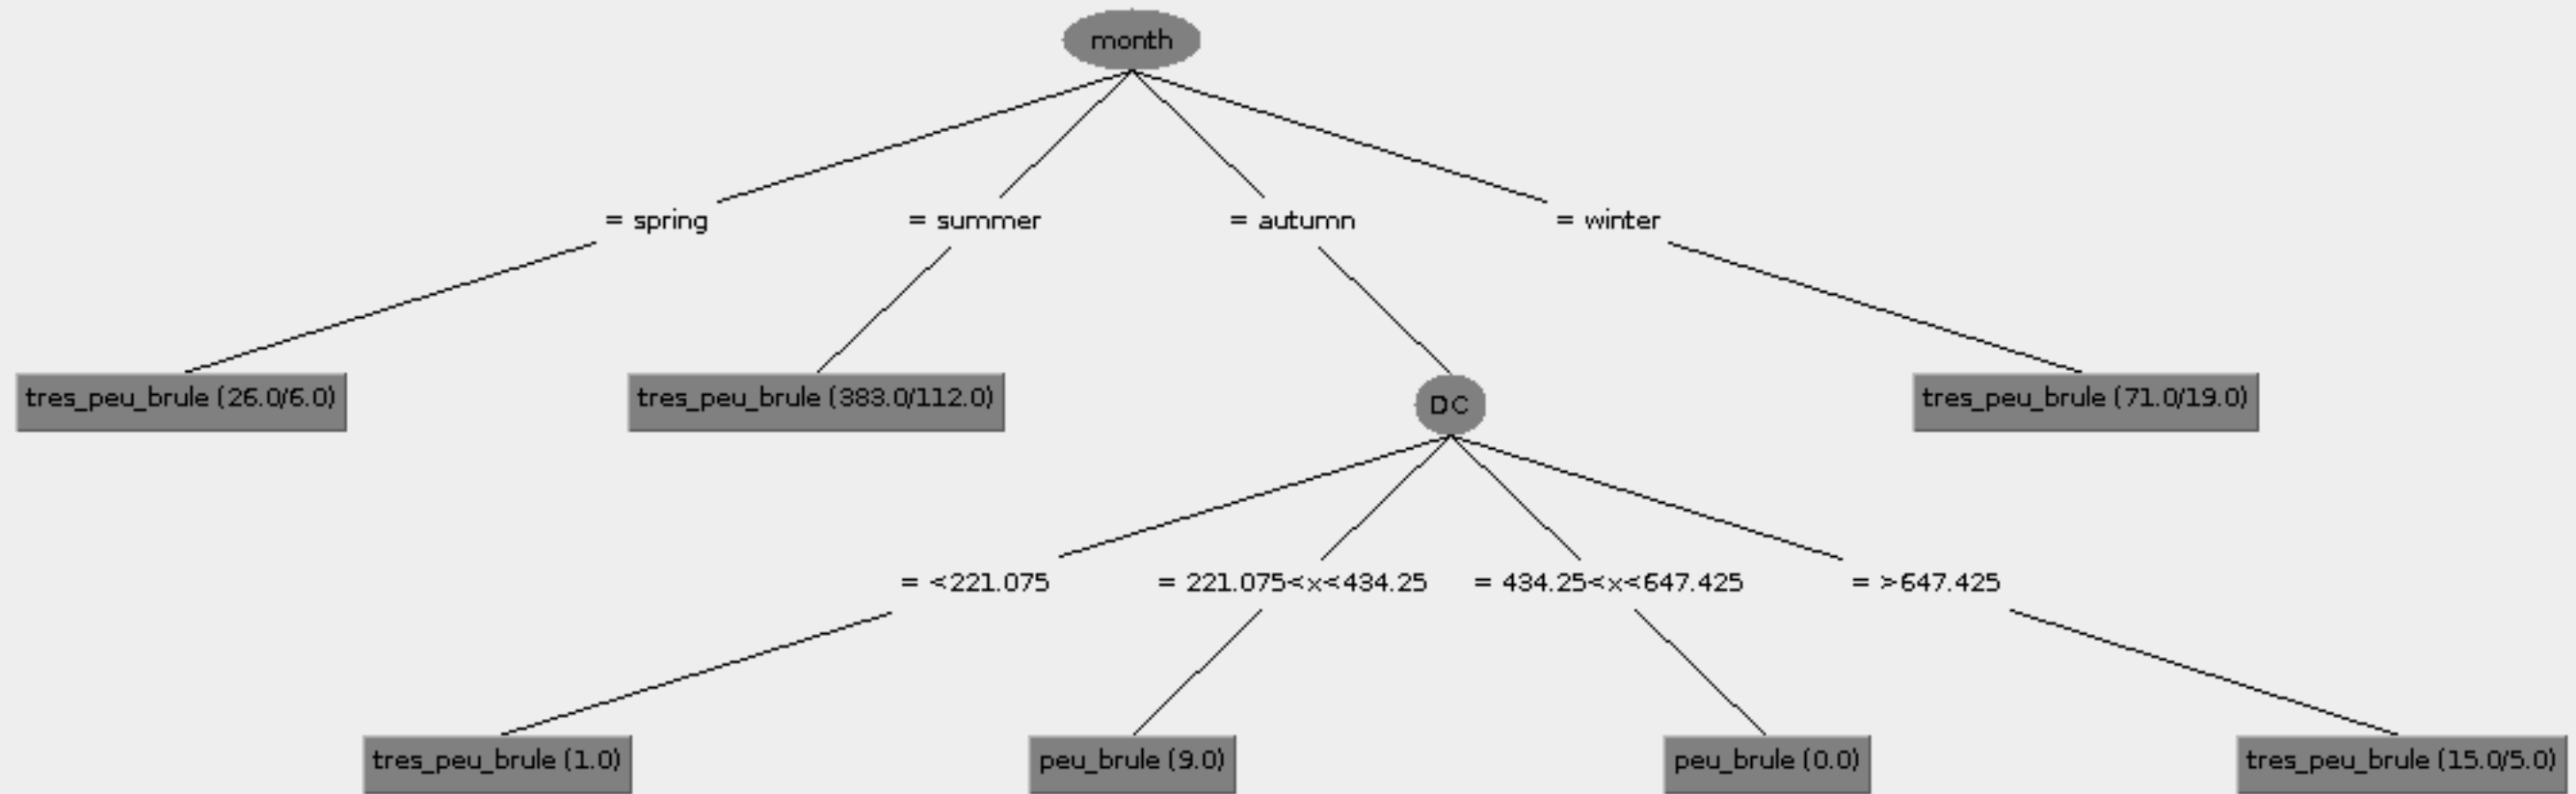 month
= spring
= summer
= autumn
= winter
tres_peu_brule (26.0/6.0)
tres_peu_brule (383.0/112.0)
DC
tres_peu_brule (71.0/19.0)
= <221.075
= 221.075<x<434.25
= 434.25<x<647.425
= >647.425
tres_peu_brule (1.0)
peu_brule (9.0)
peu_brule (0.0)
tres_peu_brule (15.0/5.0)